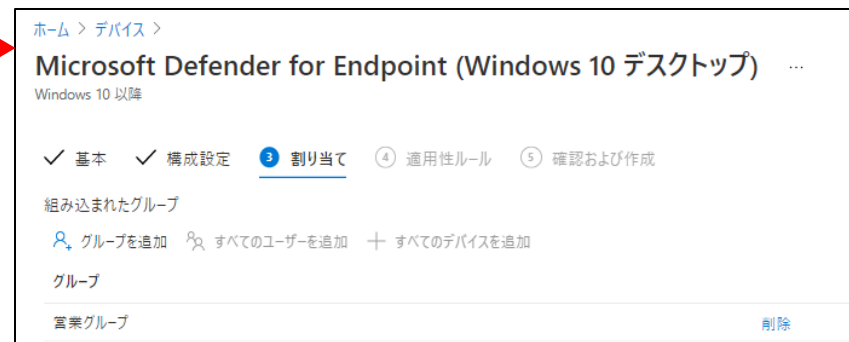 ホーム > デバイス >
Microsoft Defender for Endpoint (Windows 10 デスクトップ) ...
Windows 10 以降
基本 構成設定 3 割り当て 4 適用性ルール 5 確認および作成
組み込まれたグループ
グループを追加 すべてのユーザーを追加 すべてのデバイスを追加
グループ
営業グループ 削除